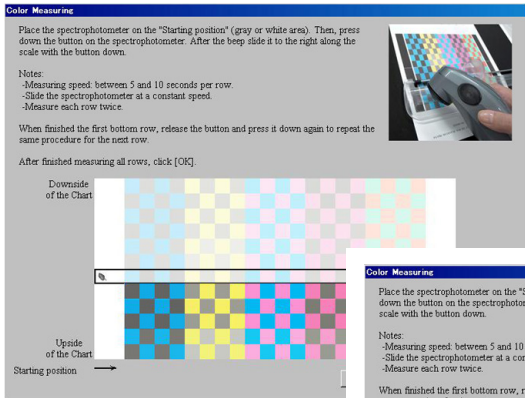 Color Measuring
Place the spectrophotometer on the "Starting position" (gray or white area). Then, press
down the button on the spectrophotometer. After the beep slide it to the right along the
scale with the button down.
Notes:
-Measuring speed: between 5 and 10 seconds per row.
-Slide the spectrophotometer at a constant speed.
-Measure each row twice.
When finished the first bottom row, release the button and press it down again to repeat the
same procedure for the next row.
After finished measuring all rows, click [OK].
Downside
of the Chart
Upside
of the Chart
Starting position
Color Measuring
Place the spectrophotometer on the "S
down the button on the spectrophotor
scale with the button down.
Notes:
-Measuring speed: between 5 and 10
-Slide the spectrophotometer at a con
-Measure each row twice.
When finished the first bottom row, r